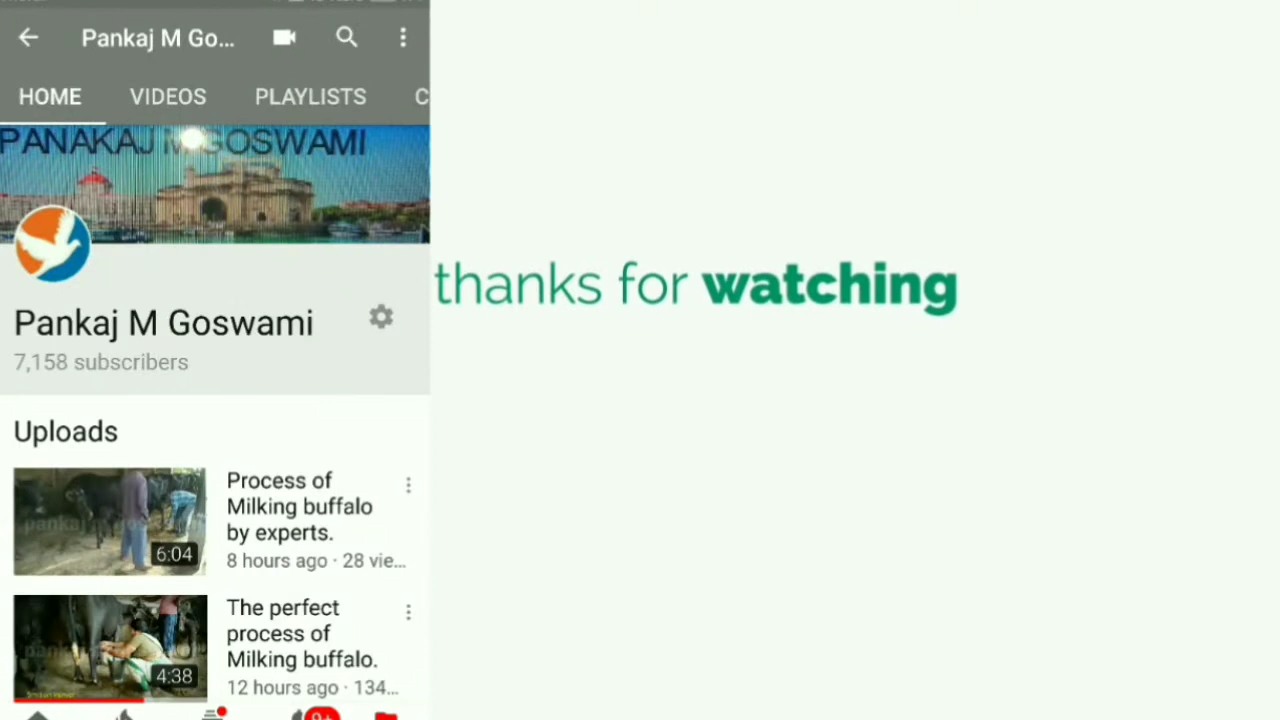 Pankaj M Go...
HOME VIDEOS PLAYLISTS C
PANAKAJ M GOSWAMI
thanks for watching
Pankaj M Goswami
7,158 subscribers
Uploads
Process of
Milking buffalo
by experts.
6:04
8 hours ago · 28 vie...
The perfect
process of
Milking buffalo.
4:38
12 hours ago · 134...
9+